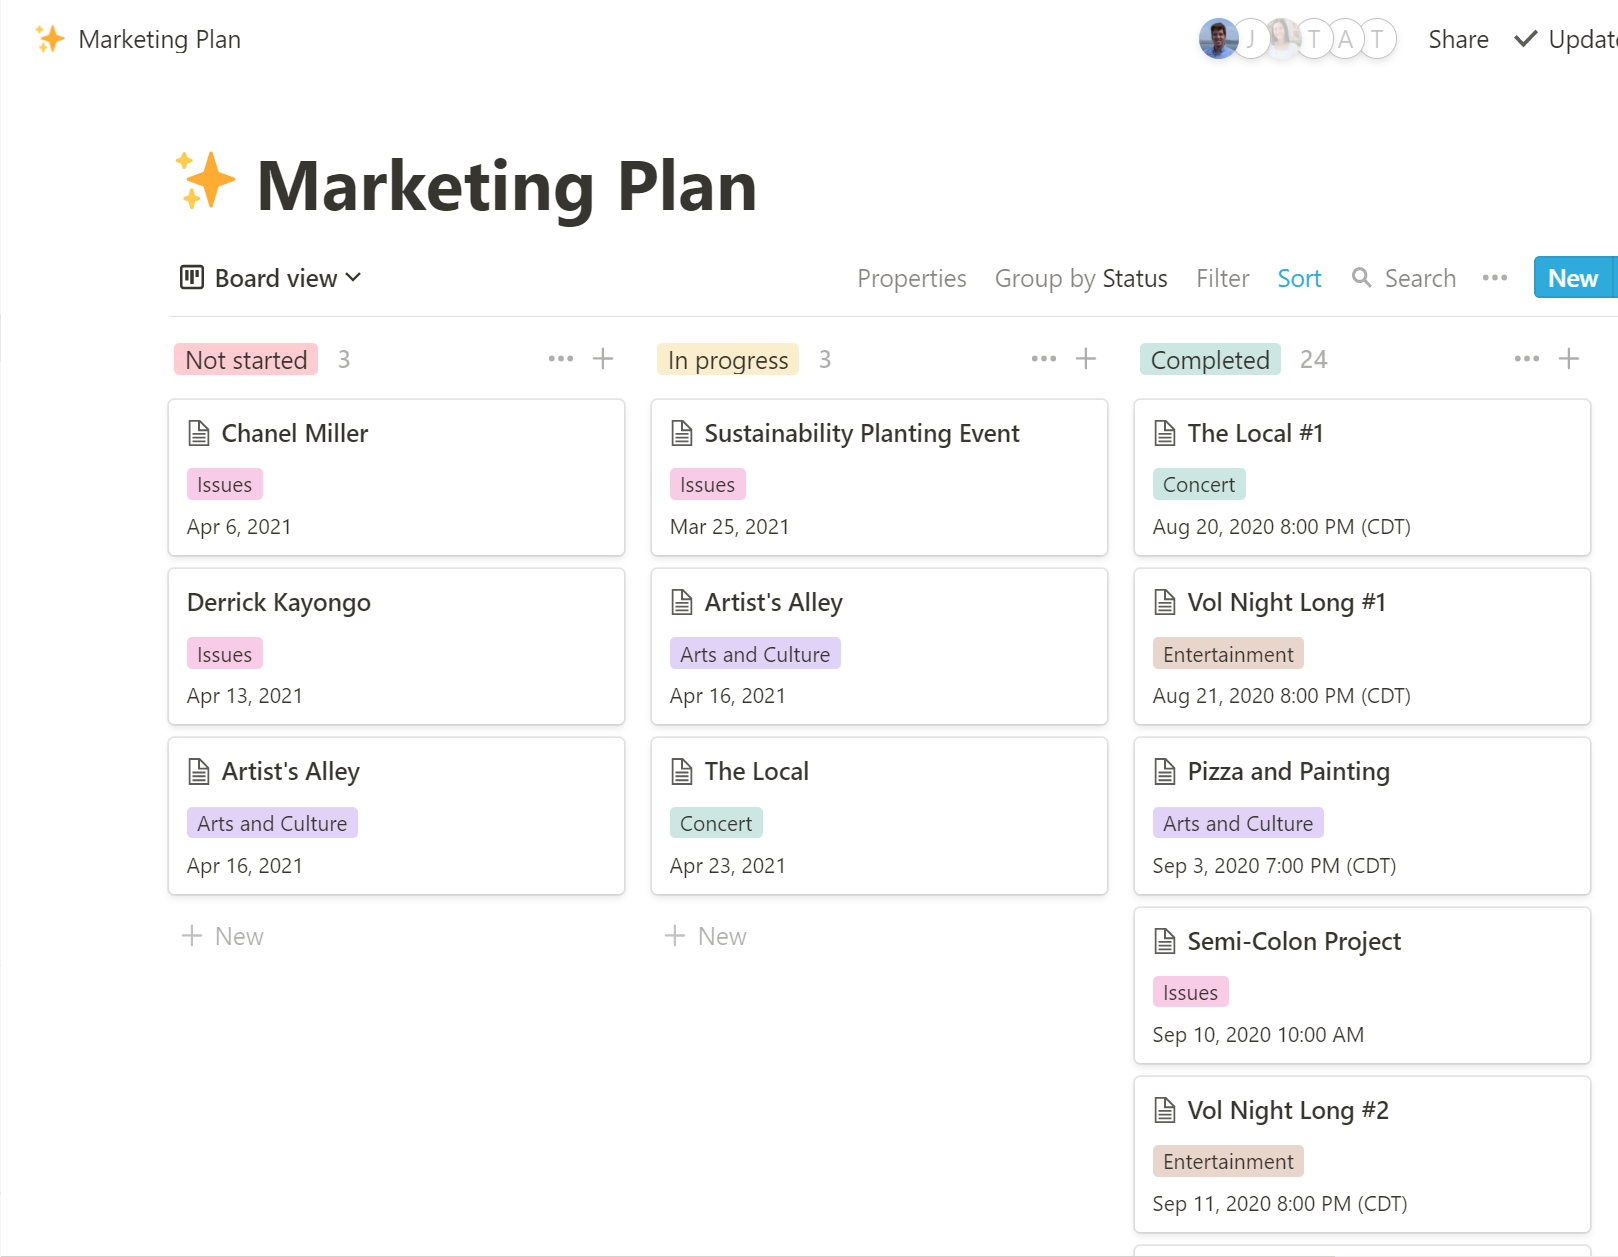 Marketing Plan
J T A T
Share
Marketing Plan
Board view
Properties Group by Status Filter Sort Search New
Not started 3
Chanel Miller
Issues
Apr 6, 2021
Derrick Kayongo
Issues
Apr 13, 2021
Artist's Alley
Arts and Culture
Apr 16, 2021
New
In progress 3
Sustainability Planting Event
Issues
Mar 25, 2021
Artist's Alley
Arts and Culture
Apr 16, 2021
The Local
Concert
Apr 23, 2021
New
Completed 24
The Local #1
Concert
Aug 20, 2020 8:00 PM (CDT)
Vol Night Long #1
Entertainment
Aug 21, 2020 8:00 PM (CDT)
Pizza and Painting
Arts and Culture
Sep 3, 2020 7:00 PM (CDT)
Semi-Colon Project
Issues
Sep 10, 2020 10:00 AM
Vol Night Long #2
Entertainment
Sep 11, 2020 8:00 PM (CDT)